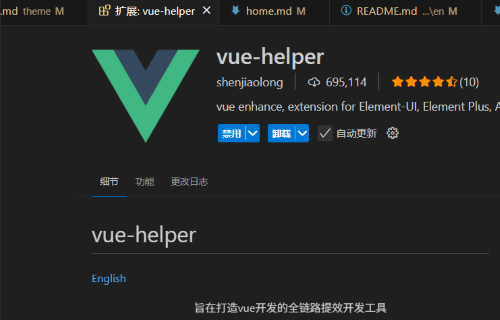 .md theme M
扩展: vue-helper
home.md M
README.md ...\en M
vue-helper
shenjiaolong
695,114
(10)
vue enhance, extension for Element-UI, Element Plus, A
禁用
卸载
自动更新
细节
功能
更改日志
vue-helper
English
旨在打造vue开发的全链路提效开发工具